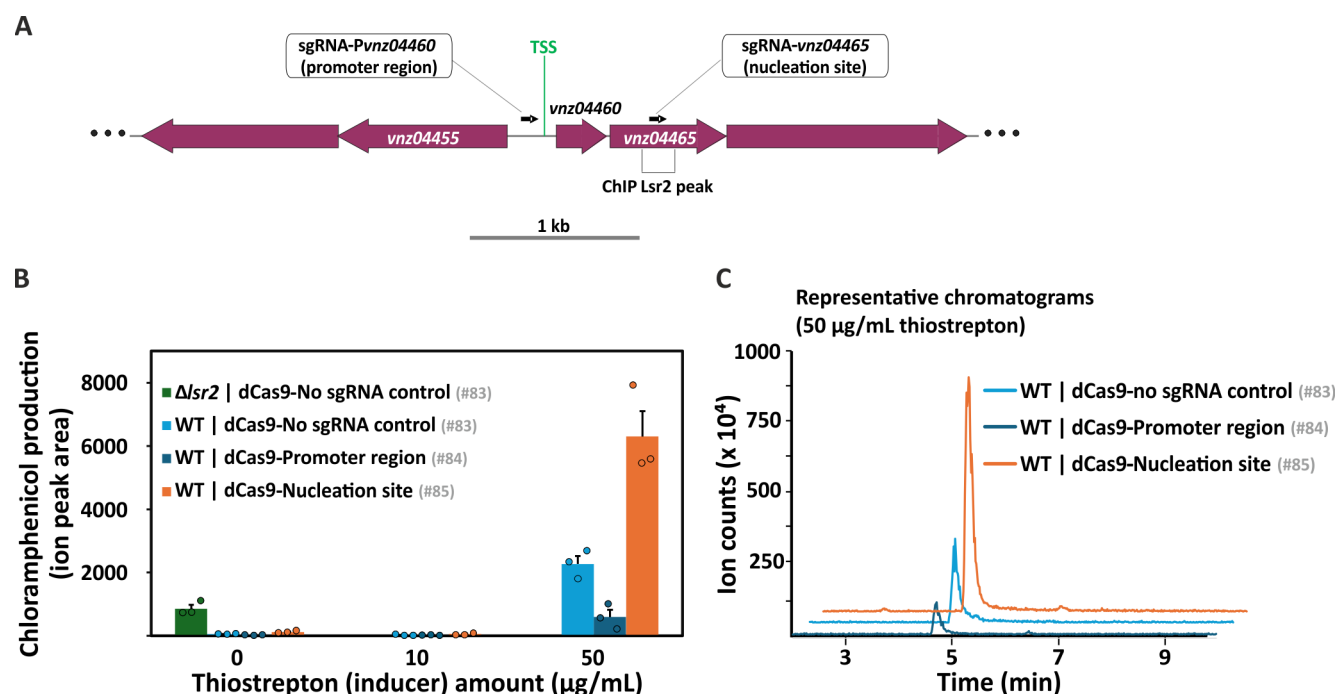 A
sgRNA-Pvnz04460
(promoter region)
TSS
sgRNA-vnz04465
(nucleation site)
vnz04460
vnz04455
vnz04465
ChIP Lsr2 peak
1 kb
B
Chloramphenicol production
(ion peak area)
8000
6000
4000
2000
Δlsr2 | dCas9-No sgRNA control (#83)
WT | dCas9-No sgRNA control (#83)
WT | dCas9-Promoter region (#84)
WT | dCas9-Nucleation site (#85)
0
10
50
Thiostrepton (inducer) amount (µg/mL)
C
Representative chromatograms
(50 µg/mL thiostrepton)
Ion counts (x 10⁴)
1000
750
500
250
WT | dCas9-no sgRNA control (#83)
WT | dCas9-Promoter region (#84)
WT | dCas9-Nucleation site (#85)
3
5
7
9
Time (min)